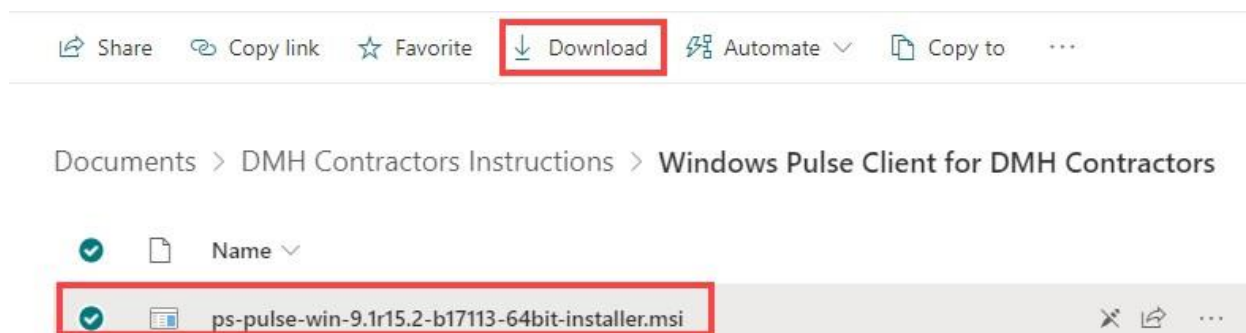 Share Copy link Favorite Download Automate Copy to ...
Documents > DMH Contractors Instructions > Windows Pulse Client for DMH Contractors
Name
ps-pulse-win-9.1r15.2-b17113-64bit-installer.msi ...